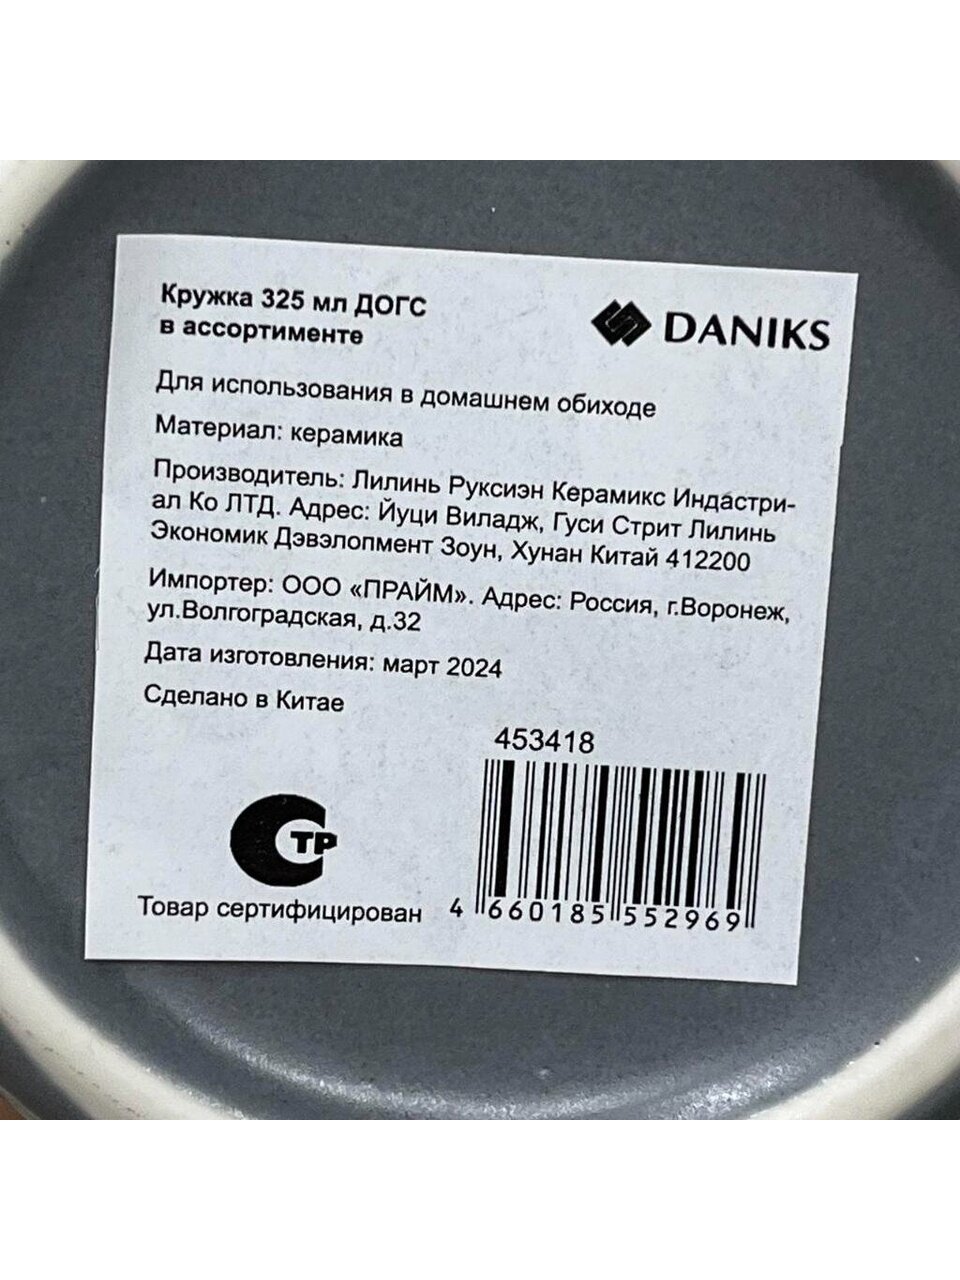 Кружка 325 мл ДОГС
в ассортименте
DANIKS
Для использования в домашнем обиходе
Материал: керамика
Производитель: Лилинь Руксиэн Керамикс Индастри-
ал Ко ЛТД. Адрес: Йуци Виладж, Гуси Стрит Лилинь
Экономик Дэвэлопмент Зоун, Хунан Китай 412200
Импортер: ООО «ПРАЙМ». Адрес: Россия, г.Воронеж,
ул.Волгоградская, д.32
Дата изготовления: март 2024
Сделано в Китае
453418
СТР
Товар сертифицирован
4 660185 552969